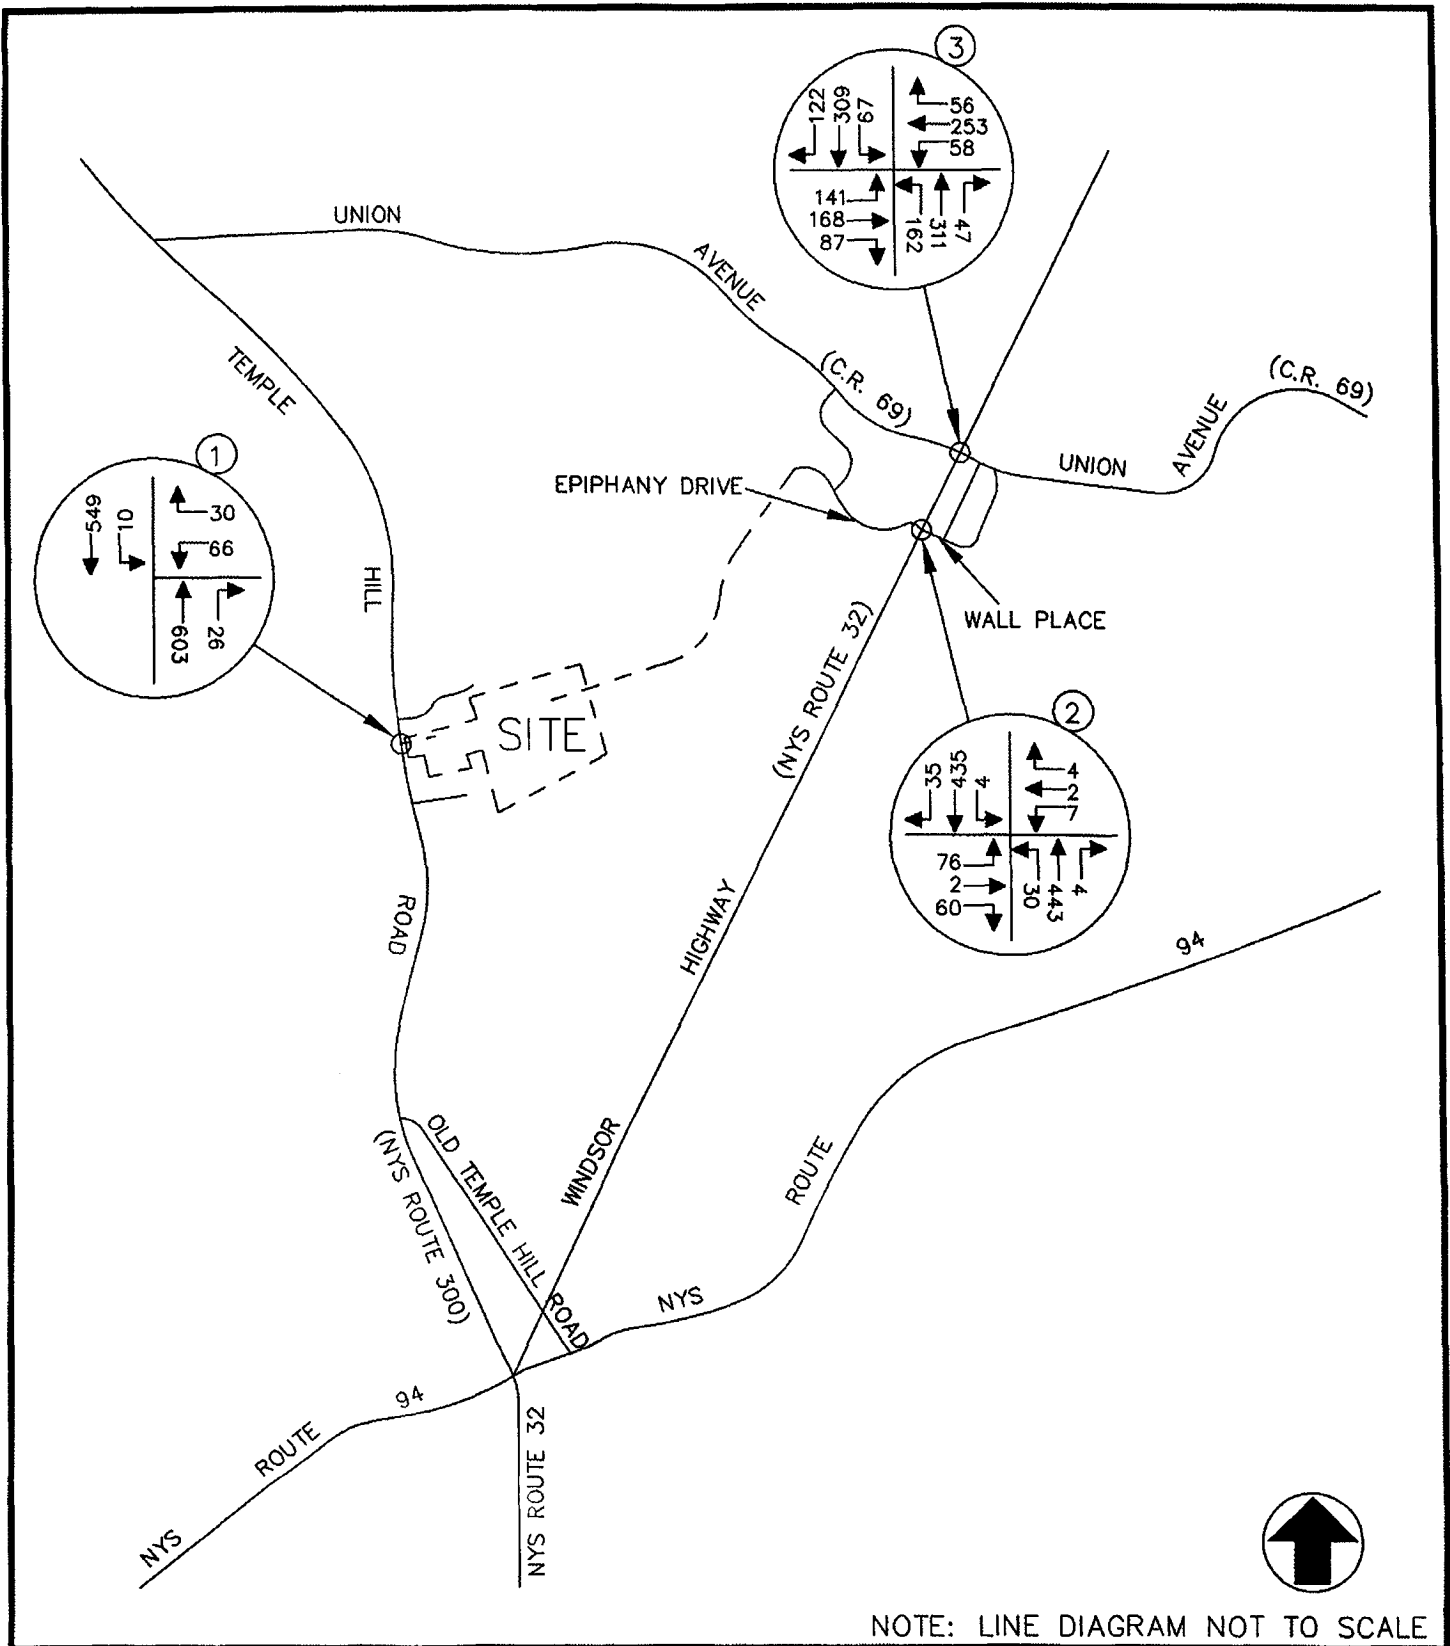 3
122
309
67
56
253
58
141
168
87
162
311
47
UNION
AVENUE
(C.R. 69)
(C.R. 69)
UNION
AVENUE
TEMPLE
HILL
ROAD
1
549
10
30
66
603
26
EPIPHANY DRIVE
WALL PLACE
SITE
(NYS ROUTE 32)
2
35
435
4
4
2
7
76
2
60
30
443
4
HIGHWAY
WINDSOR
94
ROUTE
NYS
OLD TEMPLE HILL ROAD
(NYS ROUTE 300)
94
ROUTE
NYS
NYS ROUTE 32
NOTE: LINE DIAGRAM NOT TO SCALE